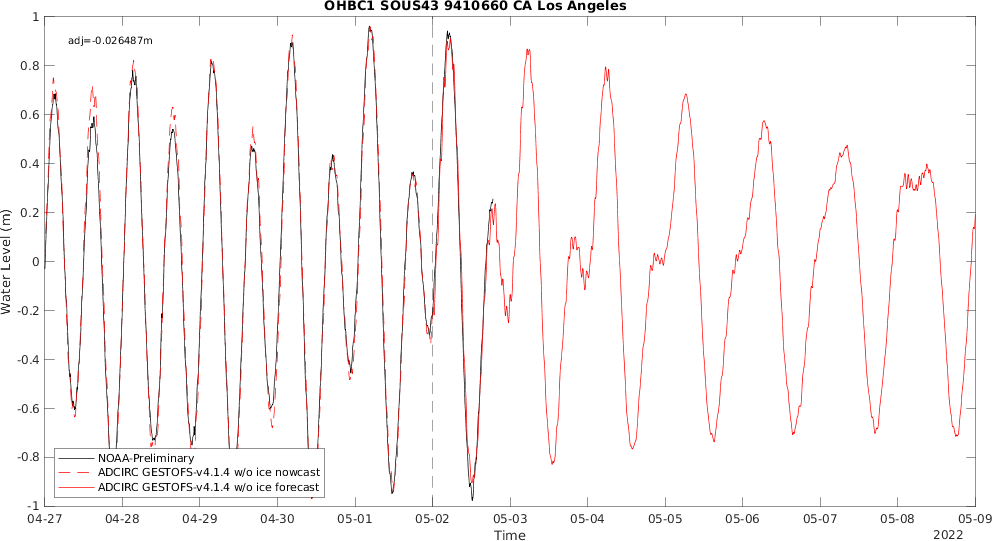 OHBC1 SOUS43 9410660 CA Los Angeles
adj=-0.026487m
Water Level (m)
1
0.8
0.6
0.4
0.2
0
-0.2
-0.4
-0.6
-0.8
-1
NOAA-Preliminary
ADCIRC GESTOFS-v4.1.4 w/o ice nowcast
ADCIRC GESTOFS-v4.1.4 w/o ice forecast
04-27 04-28 04-29 04-30 05-01 05-02 05-03 05-04 05-05 05-06 05-07 05-08 05-09
Time
2022